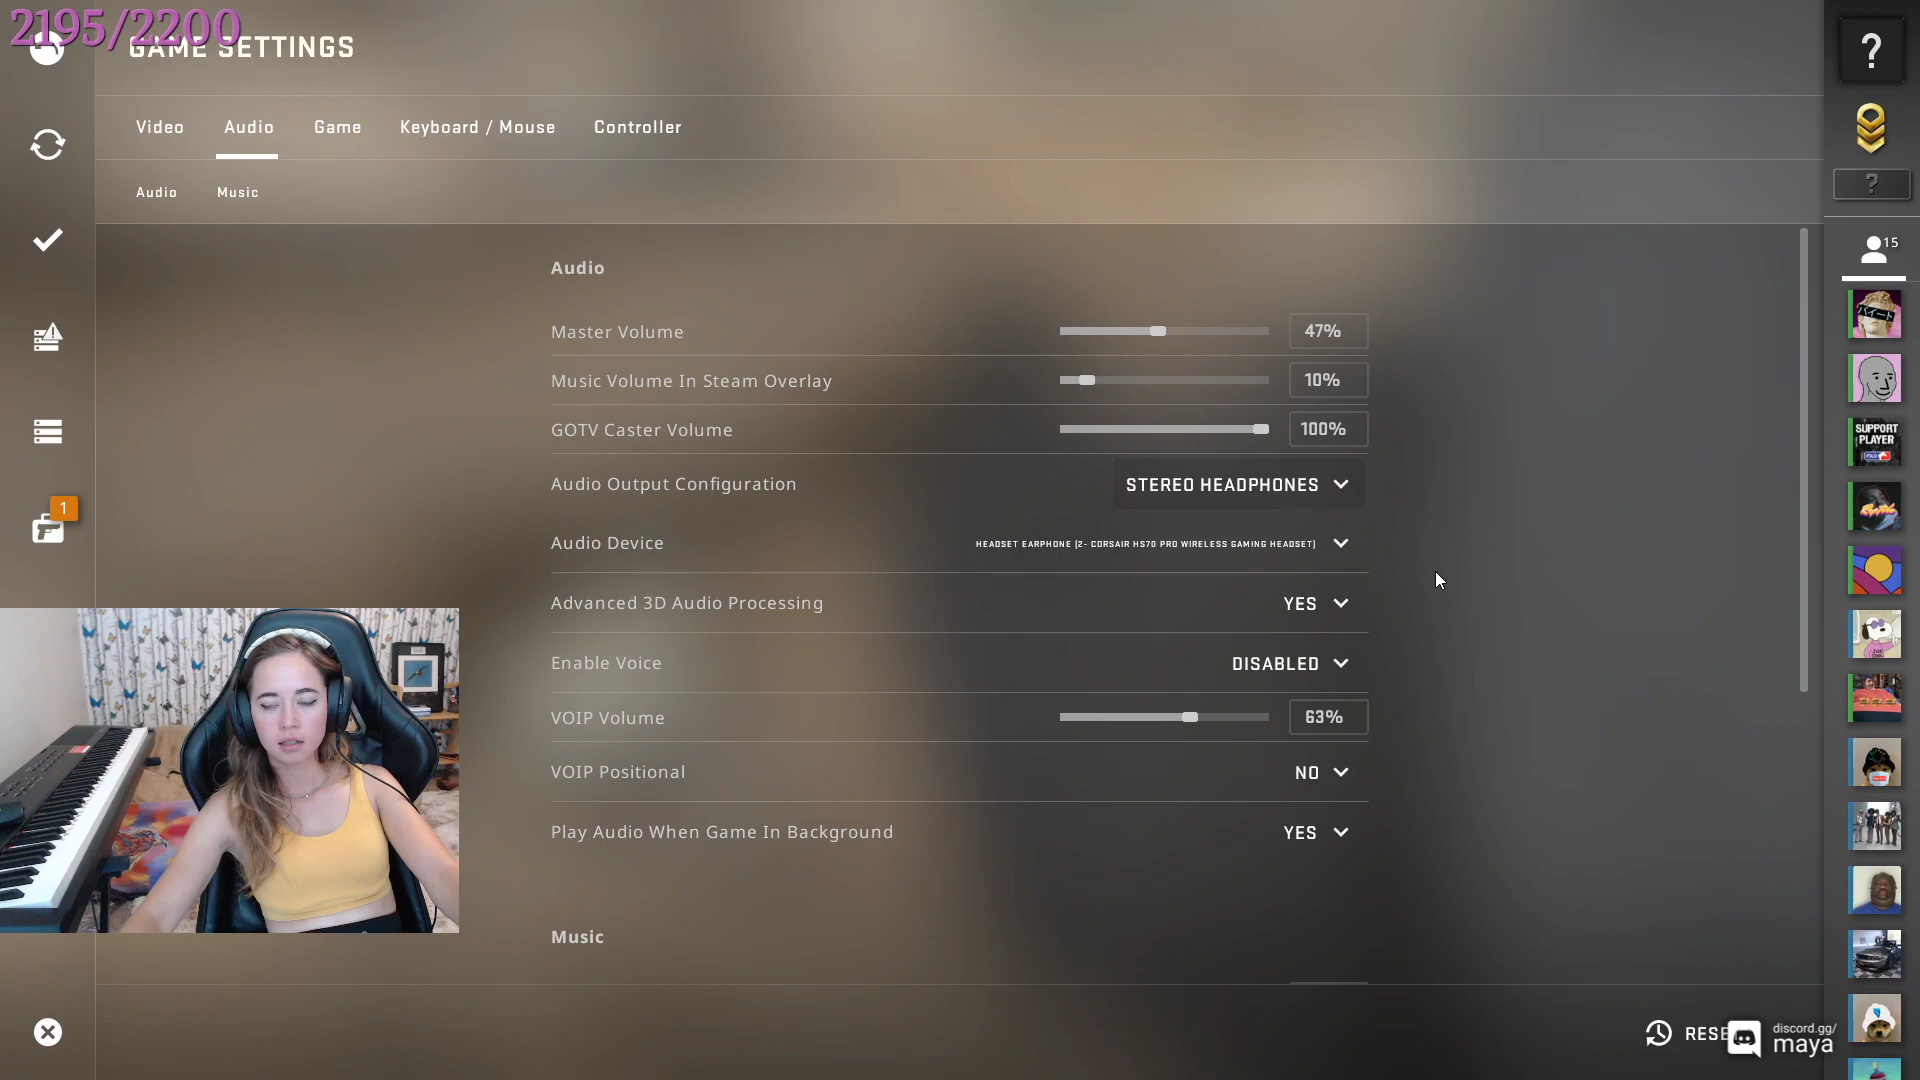 2195/2200
GAME SETTINGS
?
Video Audio Game Keyboard / Mouse Controller
?
Audio Music
15
Audio
Master Volume 47%
Music Volume In Steam Overlay 10%
GOTV Caster Volume 100%
SUPPORT
PLAYER
Audio Output Configuration STEREO HEADPHONES
1
Audio Device HEADSET EARPHONE (2- CORSAIR HS70 PRO WIRELESS GAMING HEADSET)
Advanced 3D Audio Processing YES
Enable Voice DISABLED
VOIP Volume 63%
VOIP Positional NO
Play Audio When Game In Background YES
Music
RESE
discord.gg/
maya